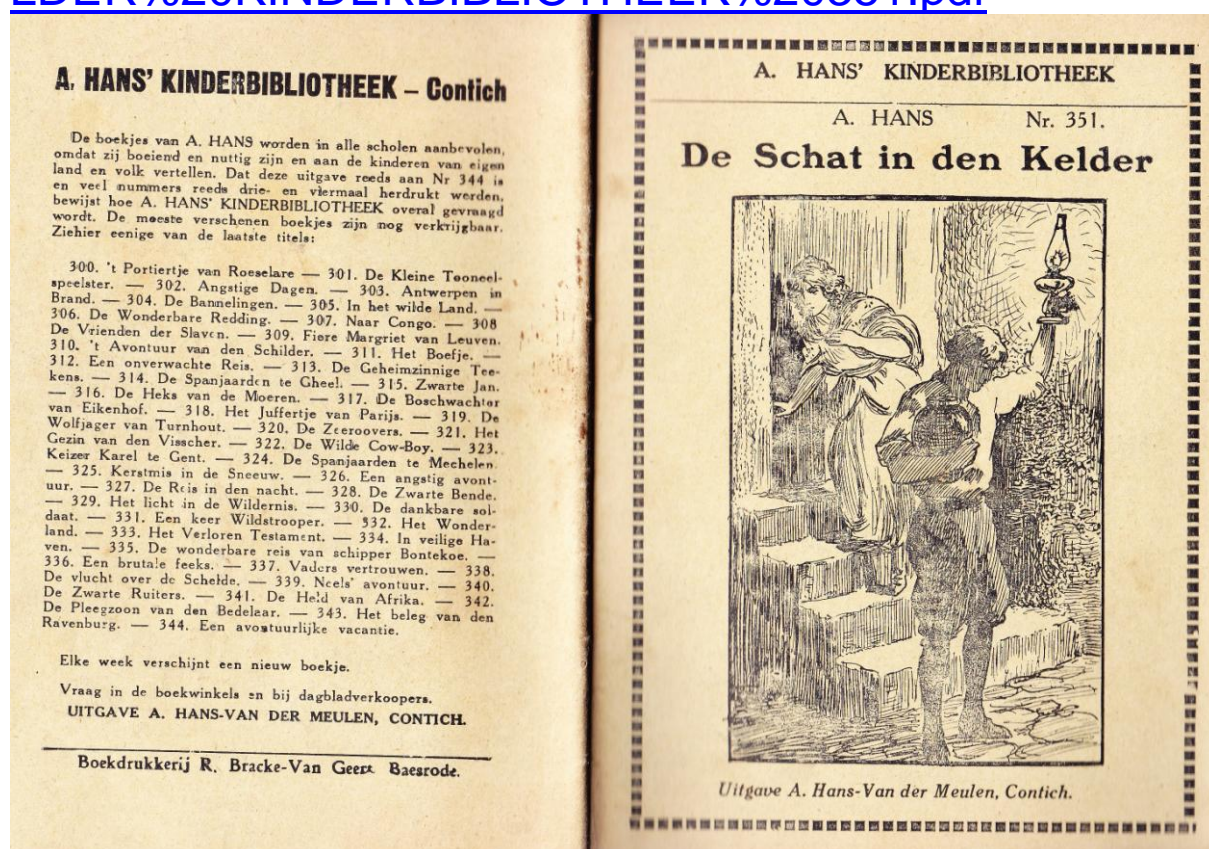 A. HANS' KINDERBIBLIOTHEEK – Contich
De boekjes van A. HANS worden in alle scholen aanbevolen,
omdat zij boeiend en nuttig zijn en aan de kinderen van eigen
land en volk vertellen. Dat deze uitgave reeds aan Nr 344 is
en veel nummers reeds drie- en viermaal herdrukt werden,
bewijst hoe A. HANS' KINDERBIBLIOTHEEK overal gevraagd
wordt. De meeste verschenen boekjes zijn nog verkrijgbaar.
Ziehier eenige van de laatste titels:
300. 't Portiertje van Roeselare — 301. De Kleine Tooneel-
speelster. — 302. Angstige Dagen. — 303. Antwerpen in
Brand. — 304. De Bannelingen. — 305. In het wilde Land. —
306. De Wonderbare Redding. — 307. Naar Congo. — 308
De Vrienden der Slaven. — 309. Fiere Margriet van Leuven.
310. 't Avontuur van den Schilder. — 311. Het Boefje. —
312. Een onverwachte Reis. — 313. De Geheimzinnige Tee-
kens. — 314. De Spanjaarden te Gheel. — 315. Zwarte Jan.
— 316. De Heks van de Moeren. — 317. De Boschwachter
van Eikenhof. — 318. Het Juffertje van Parijs. — 319. De
Wolfjager van Turnhout. — 320. De Zeeroovers. — 321. Het
Gezin van den Visscher. — 322. De Wilde Cow-Boy. — 323.
Keizer Karel te Gent. — 324. De Spanjaarden te Mechelen.
— 325. Kerstmis in de Sneeuw. — 326. Een angstig avont-
uur. — 327. De Reis in den nacht. — 328. De Zwarte Bende.
— 329. Het licht in de Wildernis. — 330. De dankbare sol-
daat. — 331. Een keer Wildstrooper. — 332. Het Wonder-
land. — 333. Het Verloren Testament. — 334. In veilige Ha-
ven. — 335. De wonderbare reis van schipper Bontekoe. —
336. Een brutale feeks. — 337. Vaders vertrouwen. — 338.
De vlucht over de Schelde. — 339. Neels' avontuur. — 340.
De Zwarte Ruiters. — 341. De Held van Afrika. — 342.
De Pleegzoon van den Bedelaar. — 343. Het beleg van den
Ravenburg. — 344. Een avontuurlijke vacantie.
Elke week verschijnt een nieuw boekje.
Vraag in de boekwinkels en bij dagbladverkoopers.
UITGAVE A. HANS-VAN DER MEULEN, CONTICH.
Boekdrukkerij R. Bracke-Van Geert Baesrode.
A. HANS' KINDERBIBLIOTHEEK
A. HANS Nr. 351.
De Schat in den Kelder
Uitgave A. Hans-Van der Meulen, Contich.